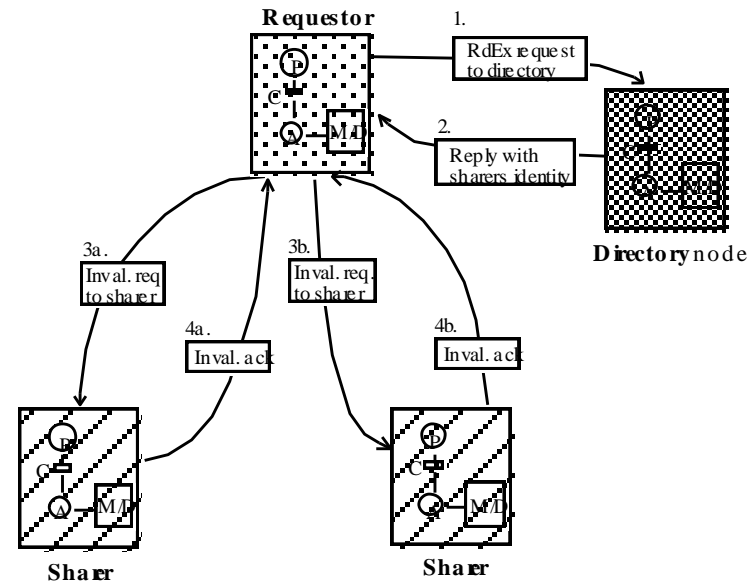 Requestor
1.
RdEx request
to directory
P
C
A
M/D
2.
Reply with
sharers identity
P
C
A
M/D
Directory node
3a.
Inval. req.
to sharer
3b.
Inval. req.
to sharer
4a.
Inval. ack
4b.
Inval. ack
P
C
A
M/D
P
C
A
M/D
Sharer
Sharer